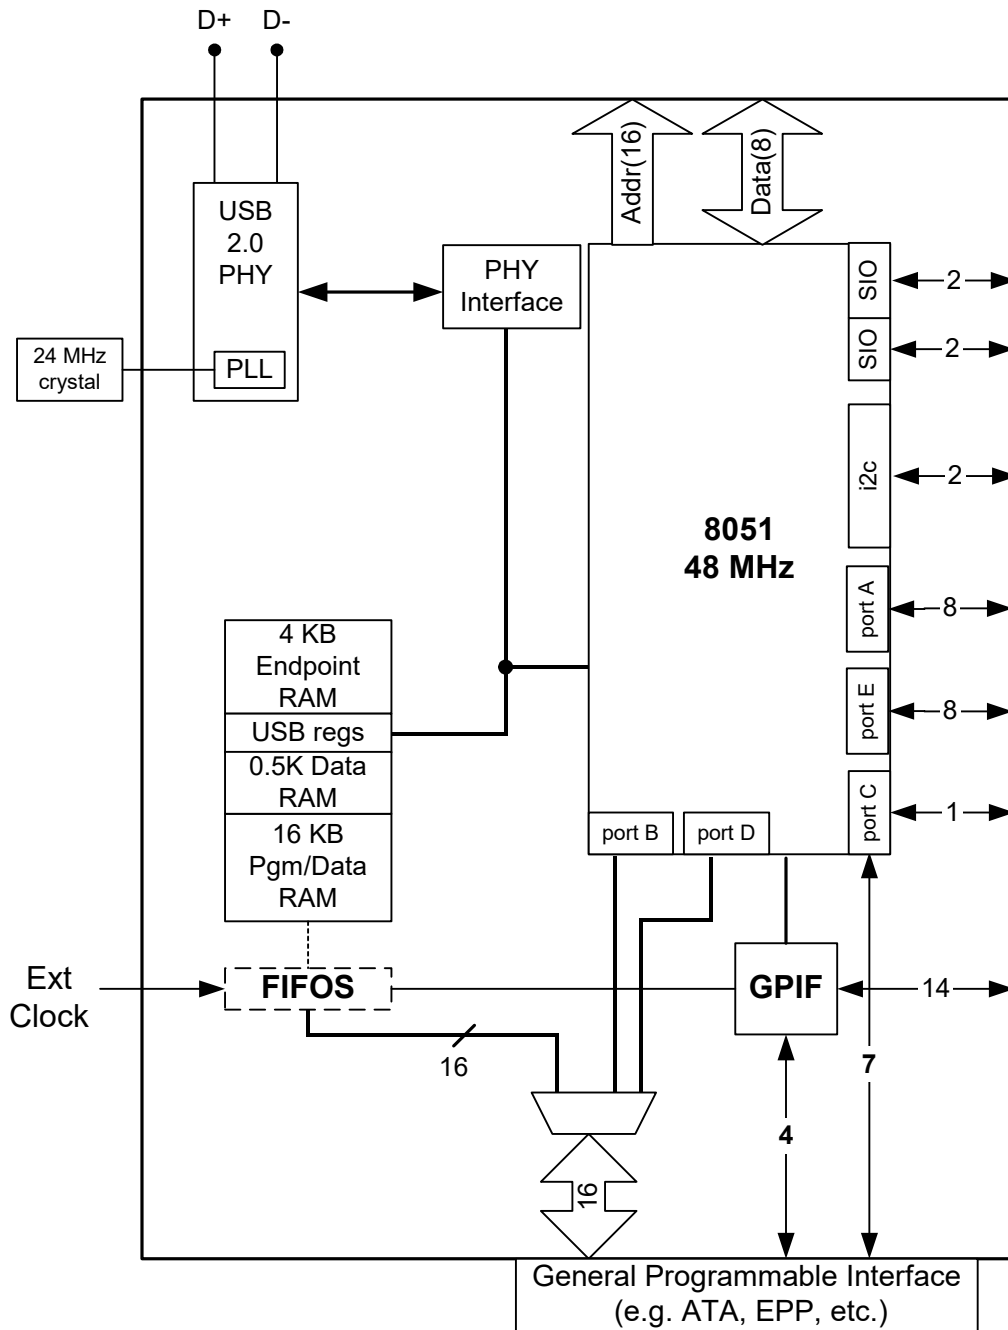 D+ D-
Addr(16)
Data(8)
USB
2.0
PHY
PLL
24 MHz
crystal
PHY
Interface
SIO
2
SIO
2
i2c
2
8051
48 MHz
port A
8
port E
8
port C
1
port B
port D
4 KB
Endpoint
RAM
USB regs
0.5K Data
RAM
16 KB
Pgm/Data
RAM
Ext
Clock
FIFOS
GPIF
14
16
7
4
16
General Programmable Interface
(e.g. ATA, EPP, etc.)